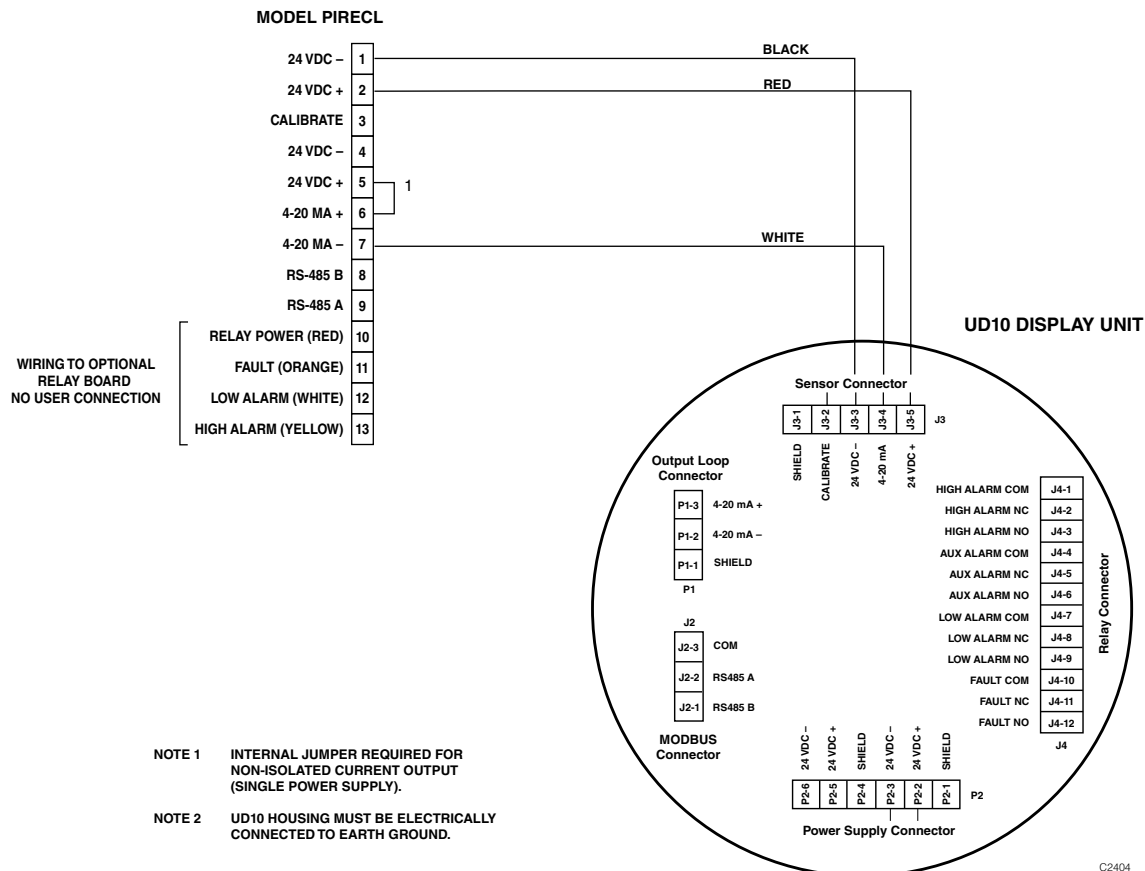 MODEL PIRECL
24 VDC – 1
24 VDC + 2
CALIBRATE 3
24 VDC – 4
24 VDC + 5
4-20 MA + 6
4-20 MA – 7
RS-485 B 8
RS-485 A 9
RELAY POWER (RED) 10
FAULT (ORANGE) 11
LOW ALARM (WHITE) 12
HIGH ALARM (YELLOW) 13
1
BLACK
RED
WHITE
WIRING TO OPTIONAL
RELAY BOARD
NO USER CONNECTION
UD10 DISPLAY UNIT
Sensor Connector
J3-1 J3-2 J3-3 J3-4 J3-5 J3
SHIELD
CALIBRATE
24 VDC –
4-20 mA
24 VDC +
Output Loop
Connector
P1-3 4-20 mA +
P1-2 4-20 mA –
P1-1 SHIELD
P1
J2
J2-3 COM
J2-2 RS485 A
J2-1 RS485 B
MODBUS
Connector
HIGH ALARM COM J4-1
HIGH ALARM NC J4-2
HIGH ALARM NO J4-3
AUX ALARM COM J4-4
AUX ALARM NC J4-5
AUX ALARM NO J4-6
LOW ALARM COM J4-7
LOW ALARM NC J4-8
LOW ALARM NO J4-9
FAULT COM J4-10
FAULT NC J4-11
FAULT NO J4-12
J4
Relay Connector
24 VDC –
24 VDC +
SHIELD
24 VDC –
24 VDC +
SHIELD
P2-6 P2-5 P2-4 P2-3 P2-2 P2-1 P2
Power Supply Connector
NOTE 1 INTERNAL JUMPER REQUIRED FOR
NON-ISOLATED CURRENT OUTPUT
(SINGLE POWER SUPPLY).
NOTE 2 UD10 HOUSING MUST BE ELECTRICALLY
CONNECTED TO EARTH GROUND.
C2404